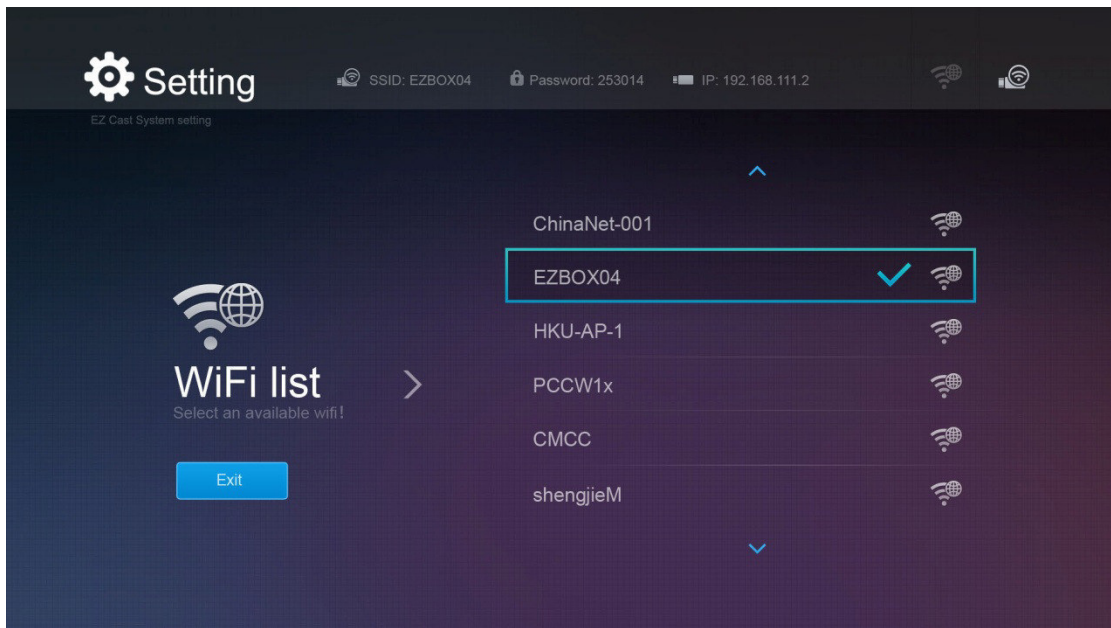 Setting
SSID: EZBOX04
Password: 253014
IP: 192.168.111.2
EZ Cast System setting
WiFi list
Select an available wifi!
Exit
ChinaNet-001
EZBOX04
HKU-AP-1
PCCW1x
CMCC
shengjieM